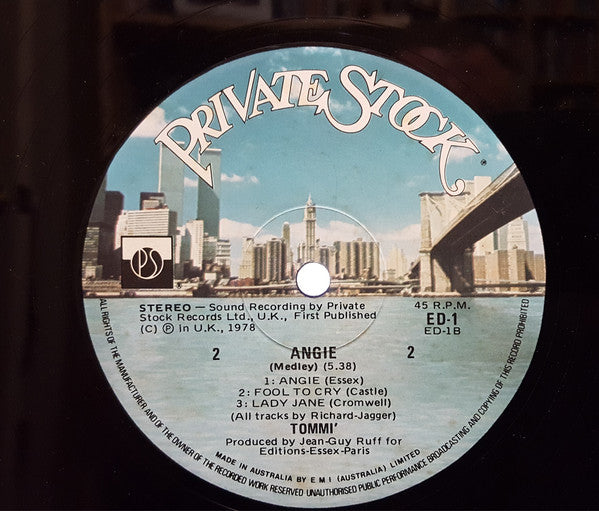 PRIVATE STOCK
PS
STEREO — Sound Recording by Private
Stock Records Ltd., U.K., First Published
(C) Ⓟ in U.K., 1978
45 R.P.M.
ED-1
ED-1B
2 ANGIE 2
(Medley) (5.38)
1: ANGIE (Essex)
2: FOOL TO CRY (Castle)
3: LADY JANE (Cromwell)
(All tracks by Richard-Jagger)
TOMMI'
Produced by Jean-Guy Ruff for
Editions-Essex-Paris
MADE IN AUSTRALIA BY E M I (AUSTRALIA) LIMITED
ALL RIGHTS OF THE MANUFACTURER AND OF THE OWNER OF THE RECORDED WORK RESERVED UNAUTHORISED PUBLIC PERFORMANCE BROADCASTING AND COPYING OF THIS RECORD PROHIBITED